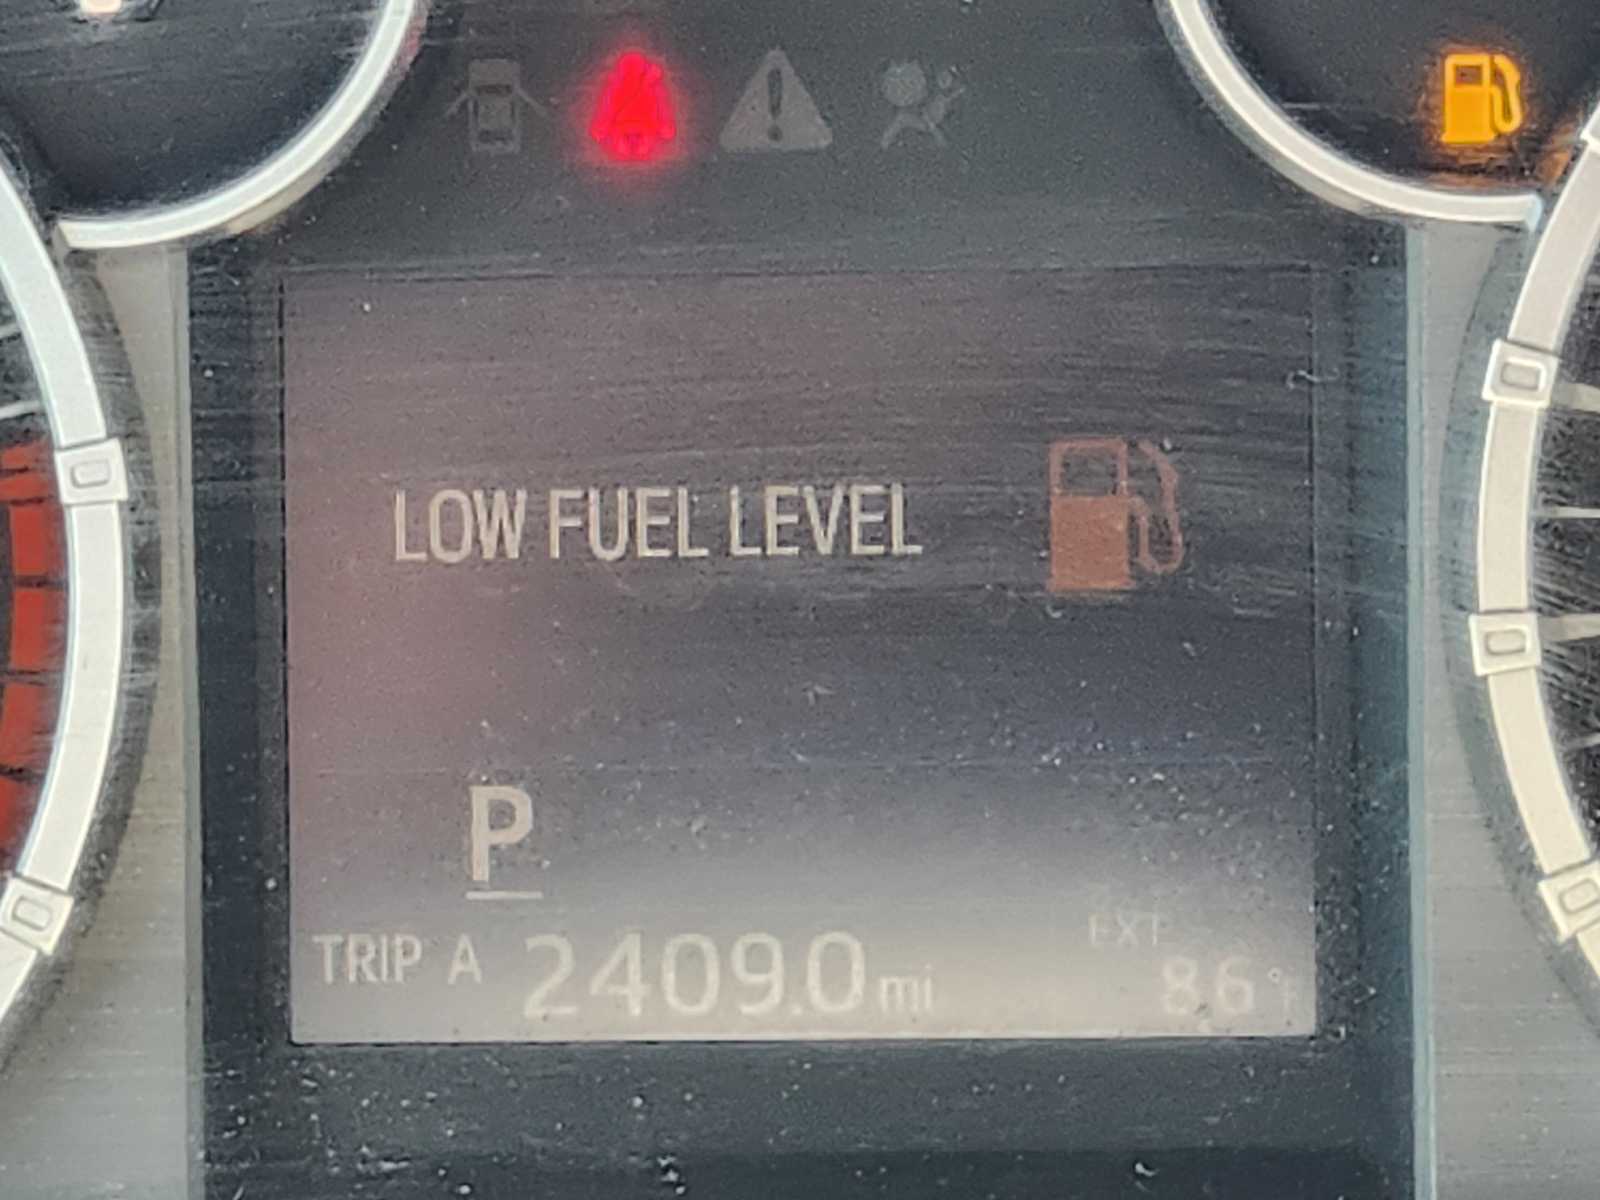 LOW FUEL LEVEL
P
TRIP A 2409.0 mi
EXT
86 °F